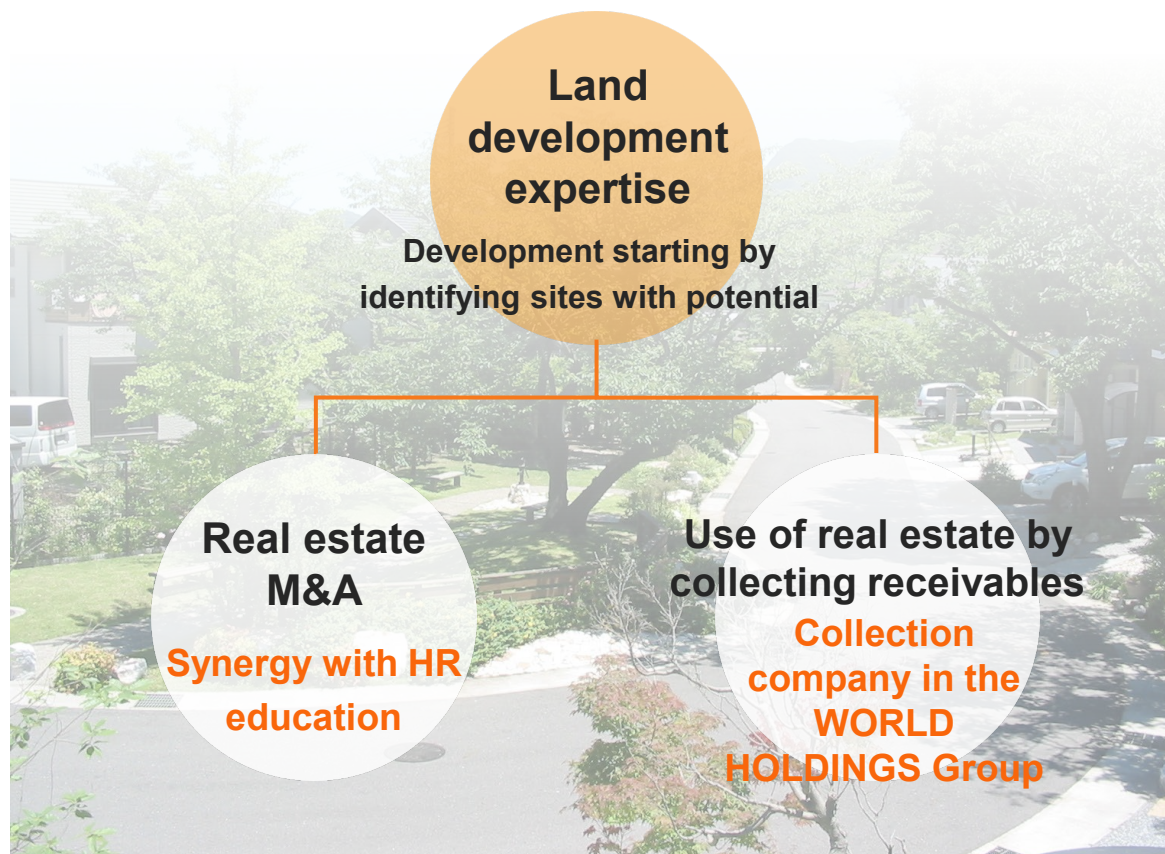 Land
development
expertise
Development starting by
identifying sites with potential
Real estate
M&A
Synergy with HR
education
Use of real estate by
collecting receivables
Collection
company in the
WORLD
HOLDINGS Group